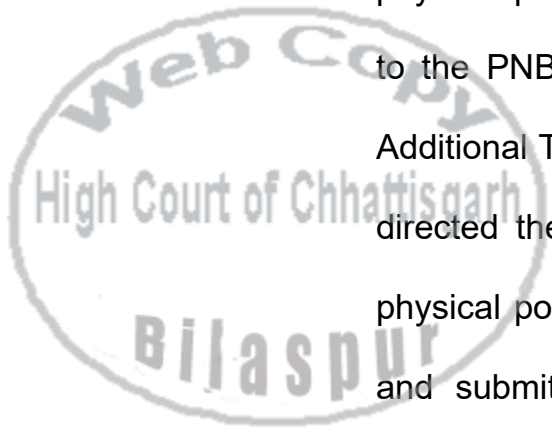 to the PNB
Additional T
directed the
physical po
and submit
Web Copy
High Court of Chhattisgarh
Bilaspur